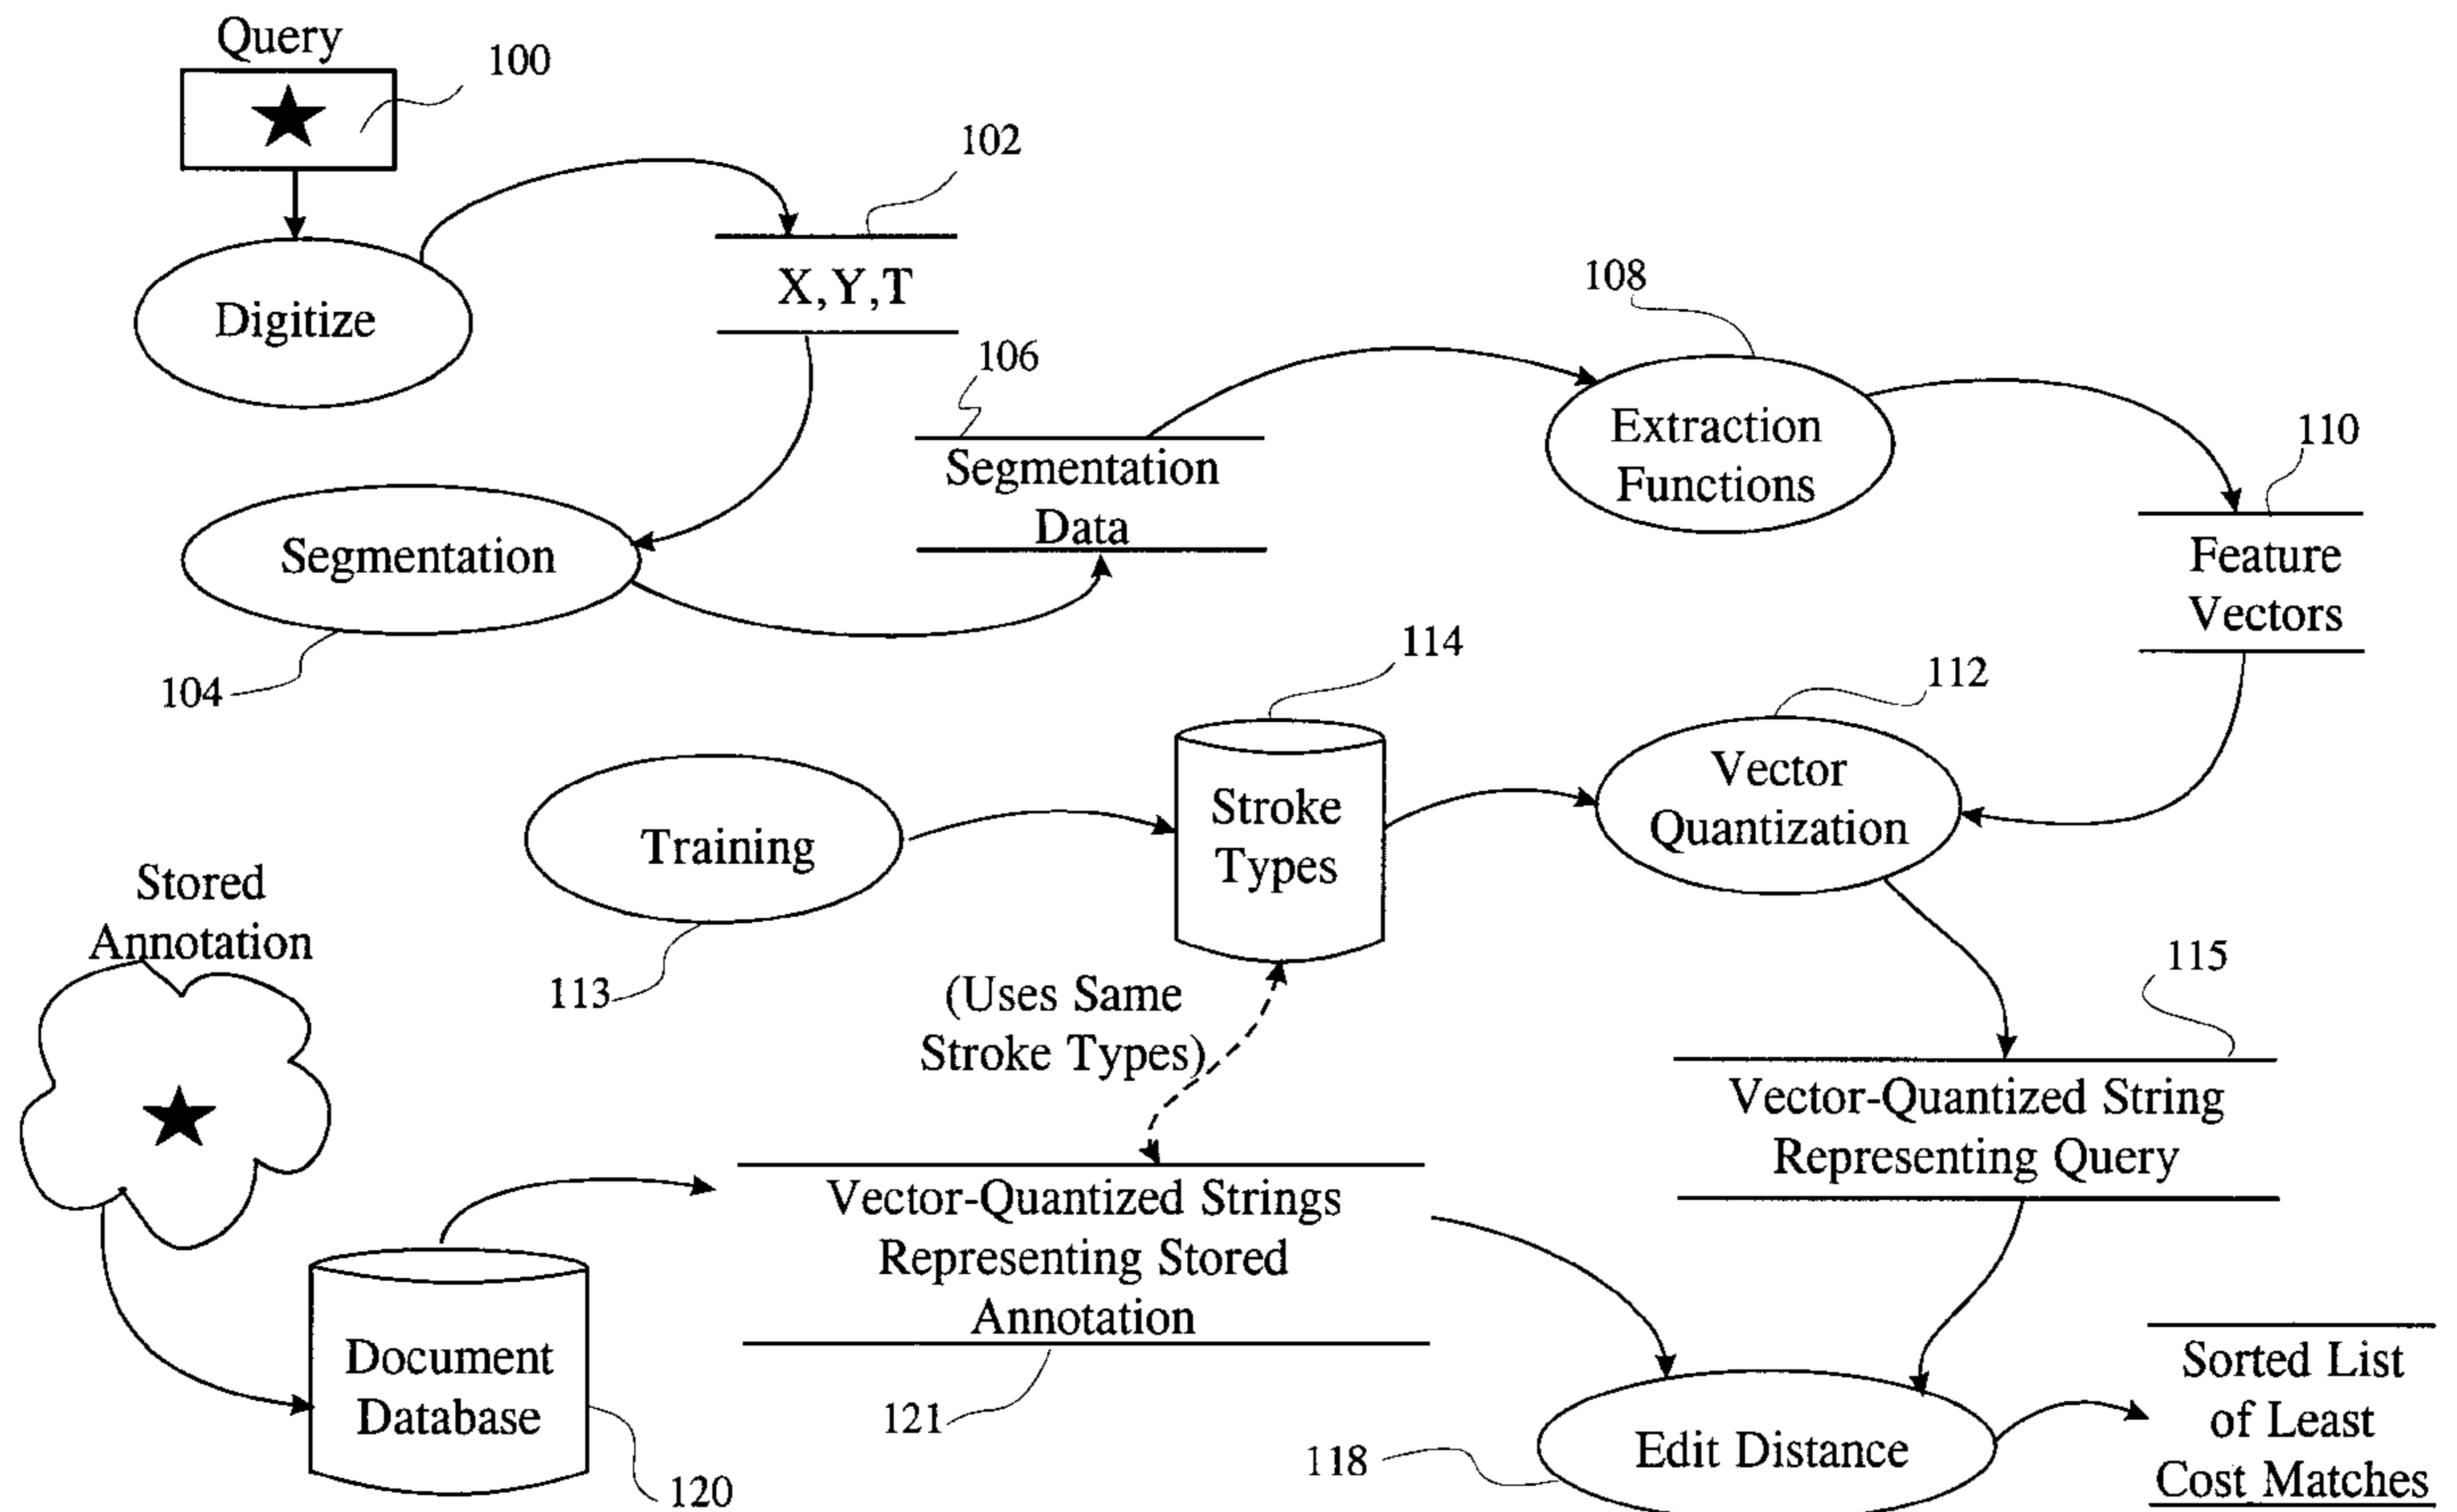 Query
100
102
X,Y,T
Digitize
108
106
Extraction
Functions
110
Segmentation
Data
Feature
Vectors
Segmentation
104
114
112
Vector
Quantization
Stroke
Types
Training
113
Stored
Annotation
115
(Uses Same
Stroke Types)
Vector-Quantized String
Representing Query
Vector-Quantized Strings
Representing Stored
Annotation
121
Document
Database
120
118
Edit Distance
Sorted List
of Least
Cost Matches